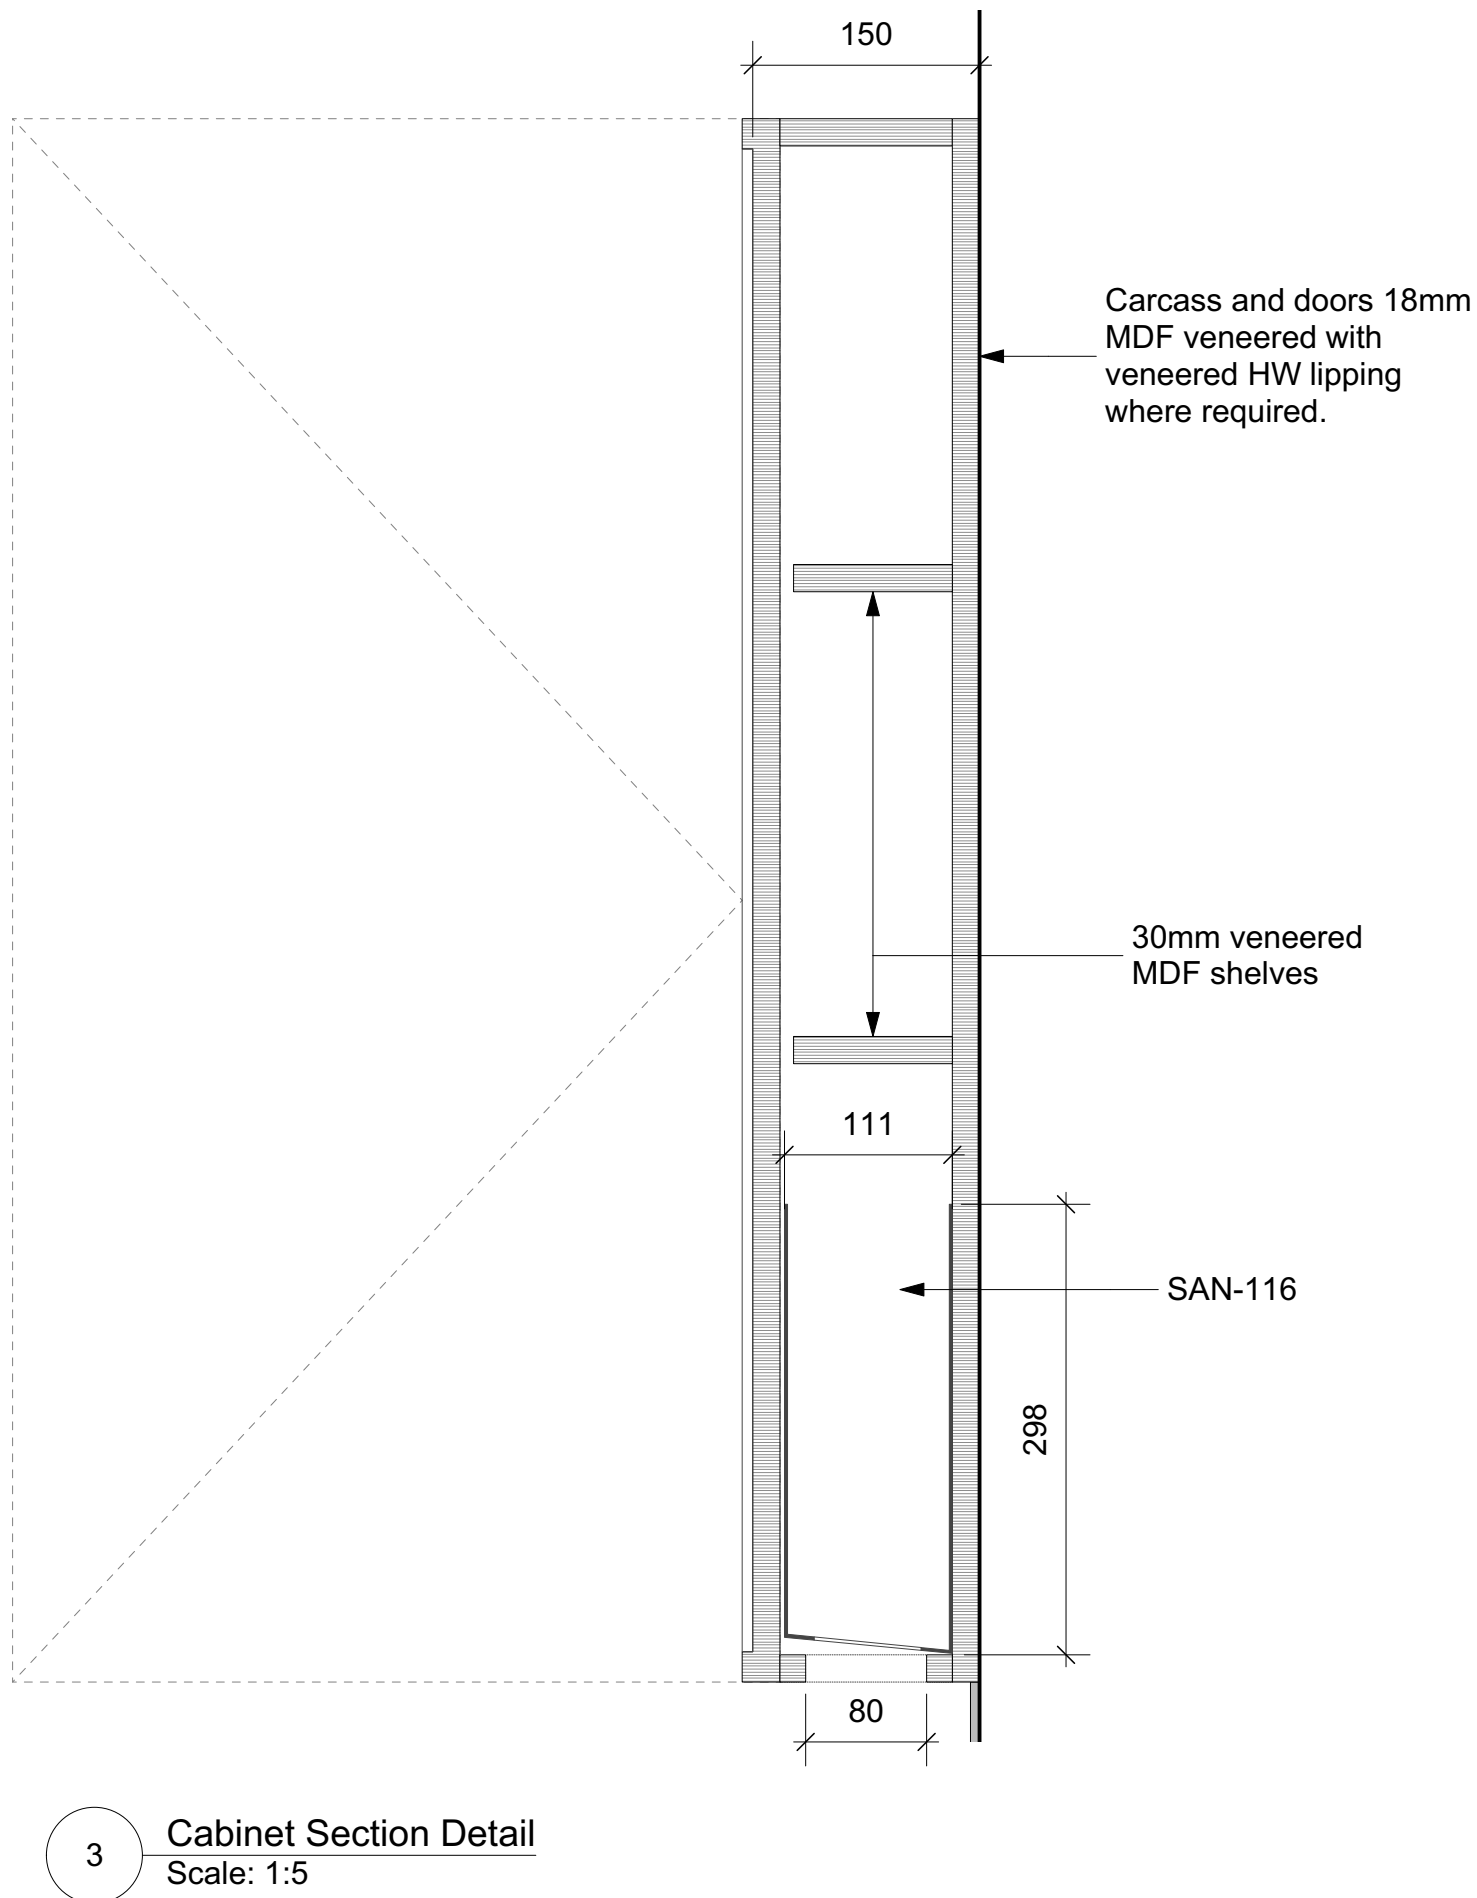 150
Carcass and doors 18mm
MDF veneered with
veneered HW lipping
where required.
30mm veneered
MDF shelves
111
SAN-116
298
80
3
Cabinet Section Detail
Scale: 1:5